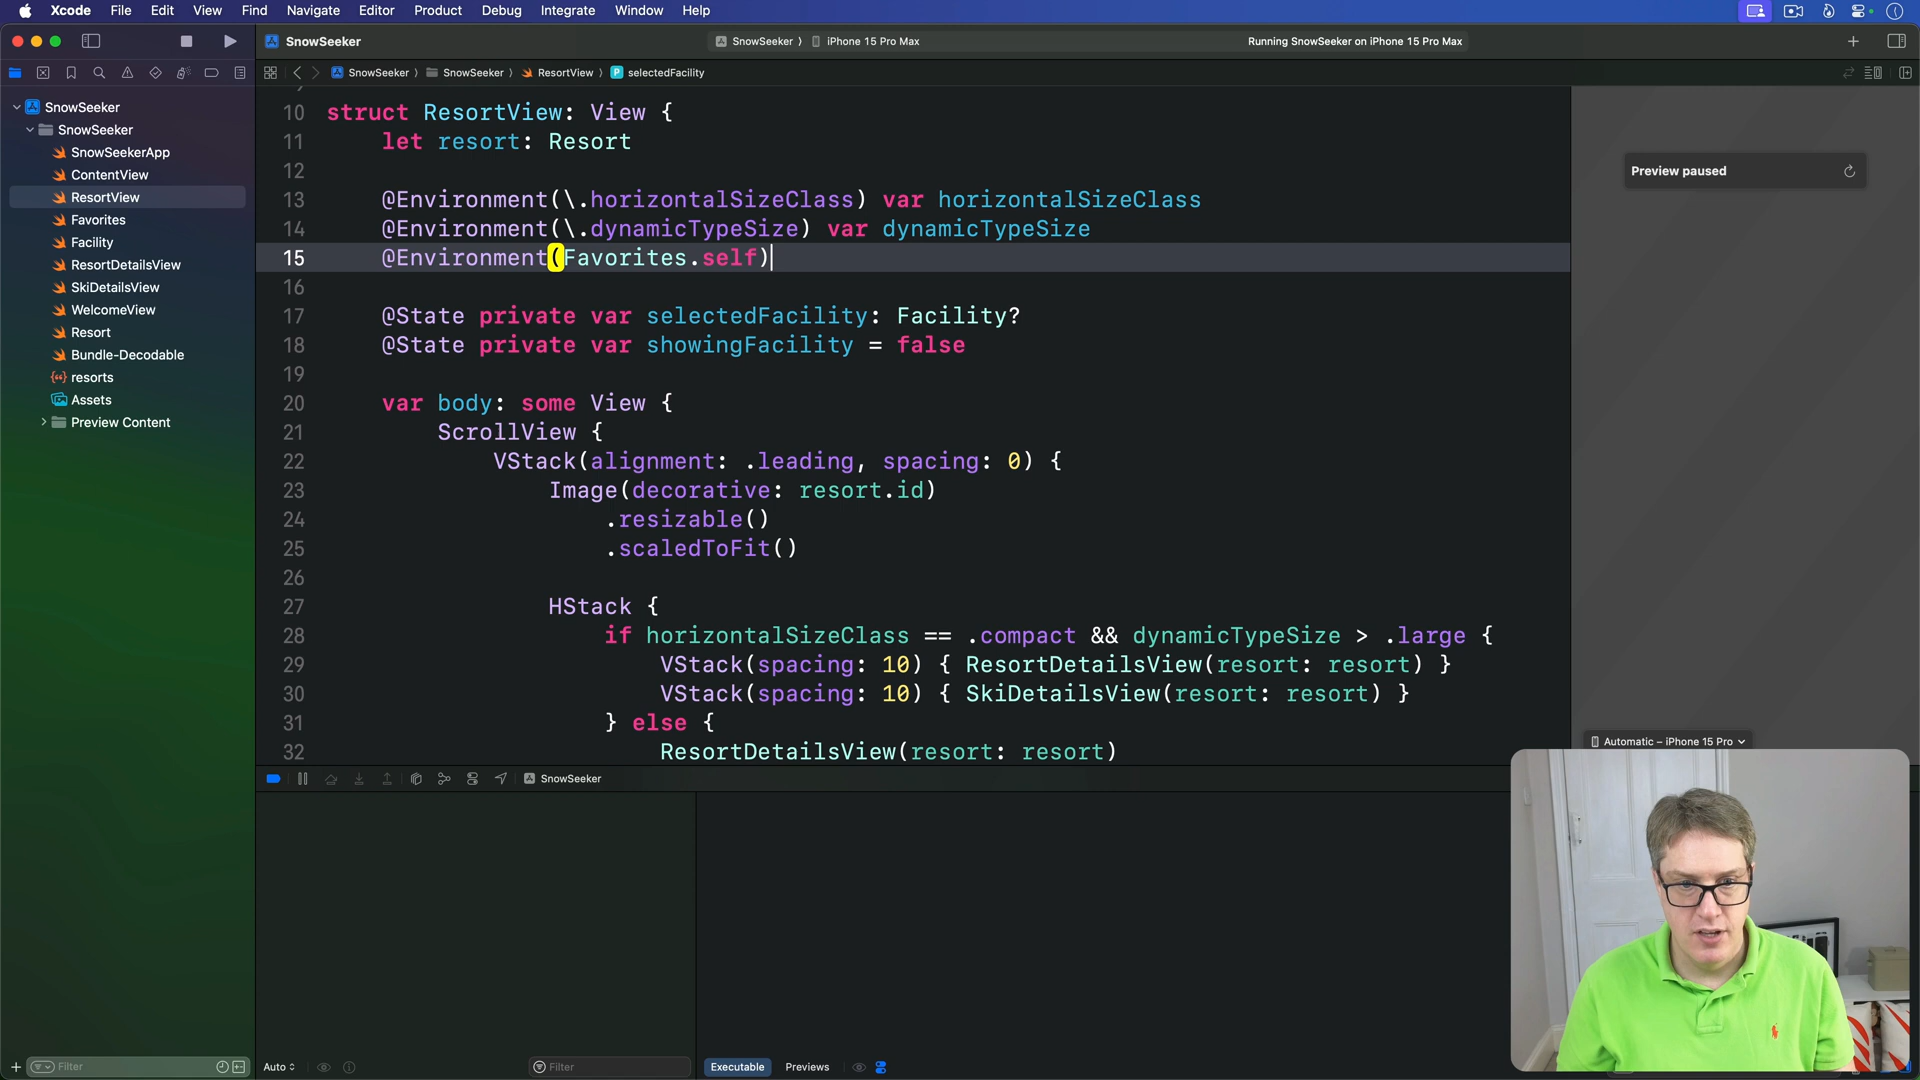 Xcode File Edit View Find Navigate Editor Product Debug Integrate Window Help
SnowSeeker
SnowSeeker iPhone 15 Pro Max
Running SnowSeeker on iPhone 15 Pro Max
SnowSeeker SnowSeeker ResortView P selectedFacility
SnowSeeker
SnowSeeker
SnowSeekerApp
ContentView
ResortView
Favorites
Facility
ResortDetailsView
SkiDetailsView
WelcomeView
Resort
Bundle-Decodable
resorts
Assets
Preview Content
10 struct ResortView: View {
11 let resort: Resort
12
13 @Environment(\.horizontalSizeClass) var horizontalSizeClass
14 @Environment(\.dynamicTypeSize) var dynamicTypeSize
15 @Environment(Favorites.self)
16
17 @State private var selectedFacility: Facility?
18 @State private var showingFacility = false
19
20 var body: some View {
21 ScrollView {
22 VStack(alignment: .leading, spacing: 0) {
23 Image(decorative: resort.id)
24 .resizable()
25 .scaledToFit()
26
27 HStack {
28 if horizontalSizeClass == .compact && dynamicTypeSize > .large {
29 VStack(spacing: 10) { ResortDetailsView(resort: resort) }
30 VStack(spacing: 10) { SkiDetailsView(resort: resort) }
31 } else {
32 ResortDetailsView(resort: resort)
Preview paused
Automatic – iPhone 15 Pro
SnowSeeker
Filter
Auto
Filter
Executable Previews